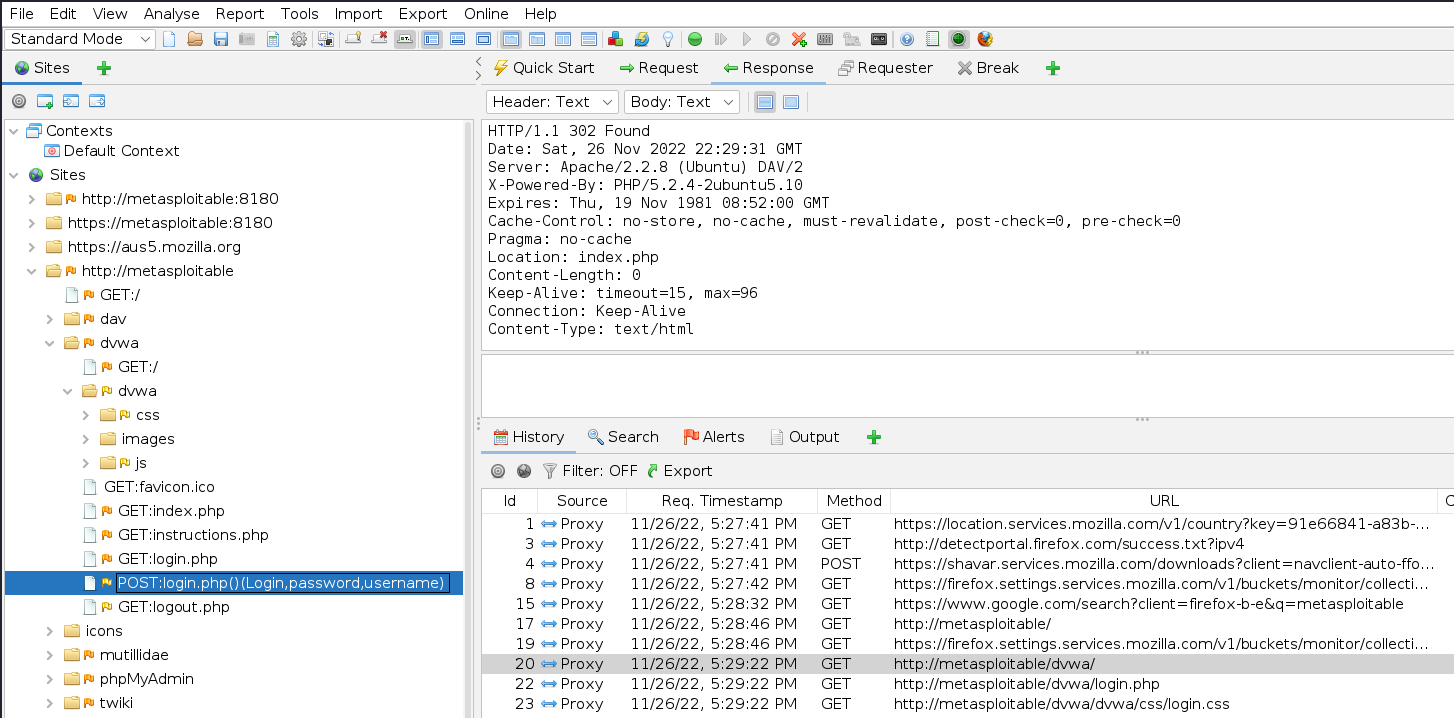 File Edit View Analyse Report Tools Import Export Online Help
Standard Mode
Sites
Quick Start Request Response Requester Break
Header: Text Body: Text
Contexts
Default Context
Sites
http://metasploitable:8180
https://metasploitable:8180
https://aus5.mozilla.org
http://metasploitable
GET:/
dav
dvwa
GET:/
dvwa
css
images
js
GET:favicon.ico
GET:index.php
GET:instructions.php
GET:login.php
POST:login.php()(Login,password,username)
GET:logout.php
icons
mutillidae
phpMyAdmin
twiki
HTTP/1.1 302 Found
Date: Sat, 26 Nov 2022 22:29:31 GMT
Server: Apache/2.2.8 (Ubuntu) DAV/2
X-Powered-By: PHP/5.2.4-2ubuntu5.10
Expires: Thu, 19 Nov 1981 08:52:00 GMT
Cache-Control: no-store, no-cache, must-revalidate, post-check=0, pre-check=0
Pragma: no-cache
Location: index.php
Content-Length: 0
Keep-Alive: timeout=15, max=96
Connection: Keep-Alive
Content-Type: text/html
History Search Alerts Output
Filter: OFF Export
Id Source Req. Timestamp Method URL
1 Proxy 11/26/22, 5:27:41 PM GET https://location.services.mozilla.com/v1/country?key=91e66841-a83b-...
3 Proxy 11/26/22, 5:27:41 PM GET http://detectportal.firefox.com/success.txt?ipv4
4 Proxy 11/26/22, 5:27:41 PM POST https://shavar.services.mozilla.com/downloads?client=navclient-auto-ffo...
8 Proxy 11/26/22, 5:27:42 PM GET https://firefox.settings.services.mozilla.com/v1/buckets/monitor/collecti...
15 Proxy 11/26/22, 5:28:32 PM GET https://www.google.com/search?client=firefox-b-e&q=metasploitable
17 Proxy 11/26/22, 5:28:46 PM GET http://metasploitable/
19 Proxy 11/26/22, 5:28:46 PM GET https://firefox.settings.services.mozilla.com/v1/buckets/monitor/collecti...
20 Proxy 11/26/22, 5:29:22 PM GET http://metasploitable/dvwa/
22 Proxy 11/26/22, 5:29:22 PM GET http://metasploitable/dvwa/login.php
23 Proxy 11/26/22, 5:29:22 PM GET http://metasploitable/dvwa/dvwa/css/login.css